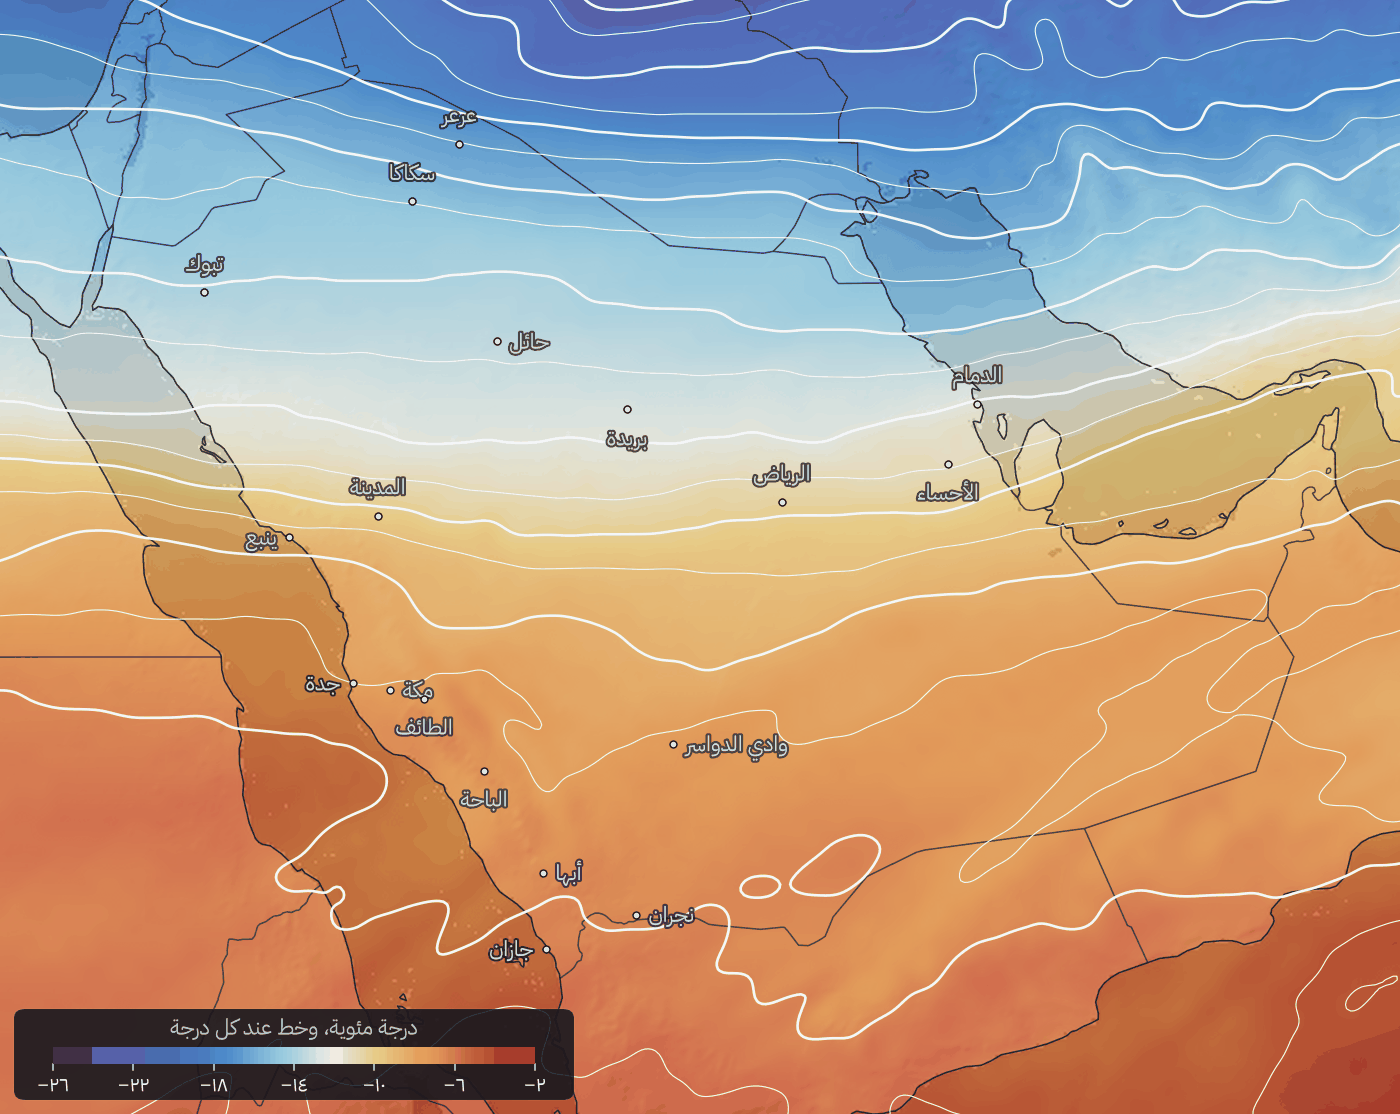 عرعر
سكاكا
تبوك
حائل
الدمام
بريدة
الرياض
المدينة
الأحساء
ينبع
جدة
مكة
الطائف
وادي الدواسر
الباحة
أبها
نجران
جازان
درجة مئوية، وخط عند كل درجة
−٢٦ −٢٢ −١٨ −١٤ −١٠ −٦ −٢